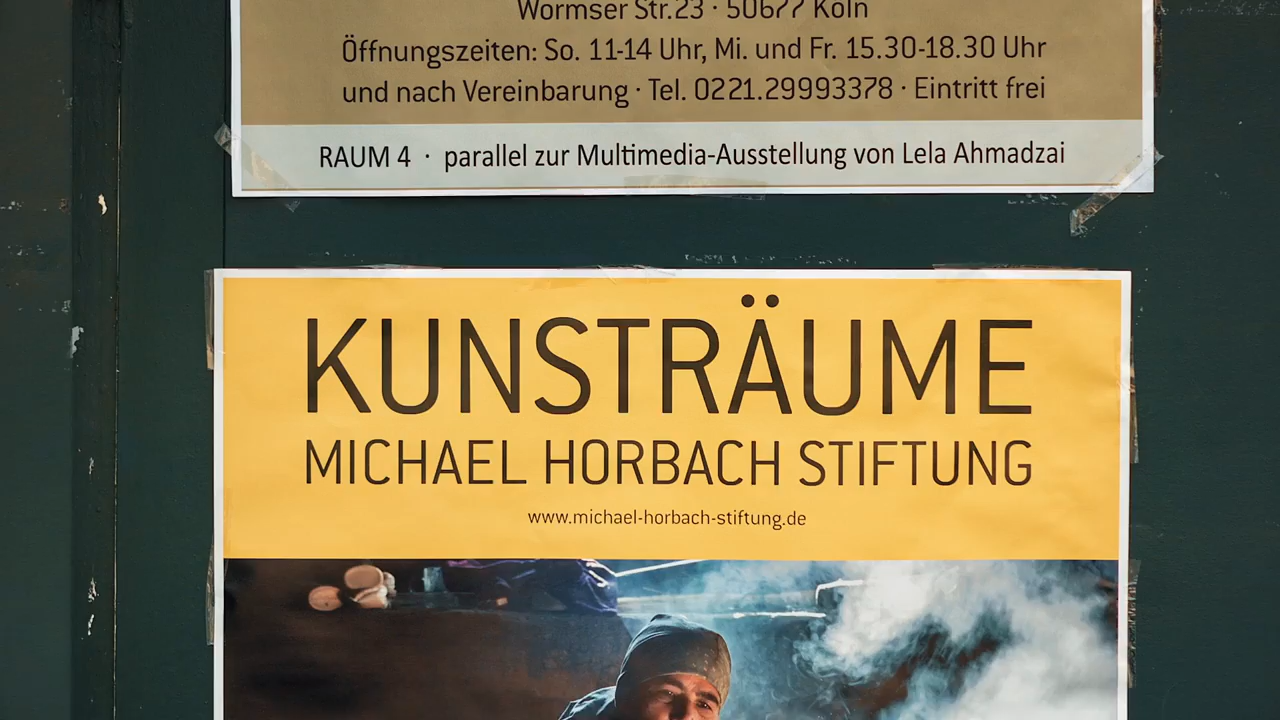 Wormser Str.23 · 50677 Köln
Öffnungszeiten: So. 11-14 Uhr, Mi. und Fr. 15.30-18.30 Uhr
und nach Vereinbarung · Tel. 0221.29993378 · Eintritt frei
RAUM 4 · parallel zur Multimedia-Ausstellung von Lela Ahmadzai
KUNSTRÄUME
MICHAEL HORBACH STIFTUNG
www.michael-horbach-stiftung.de